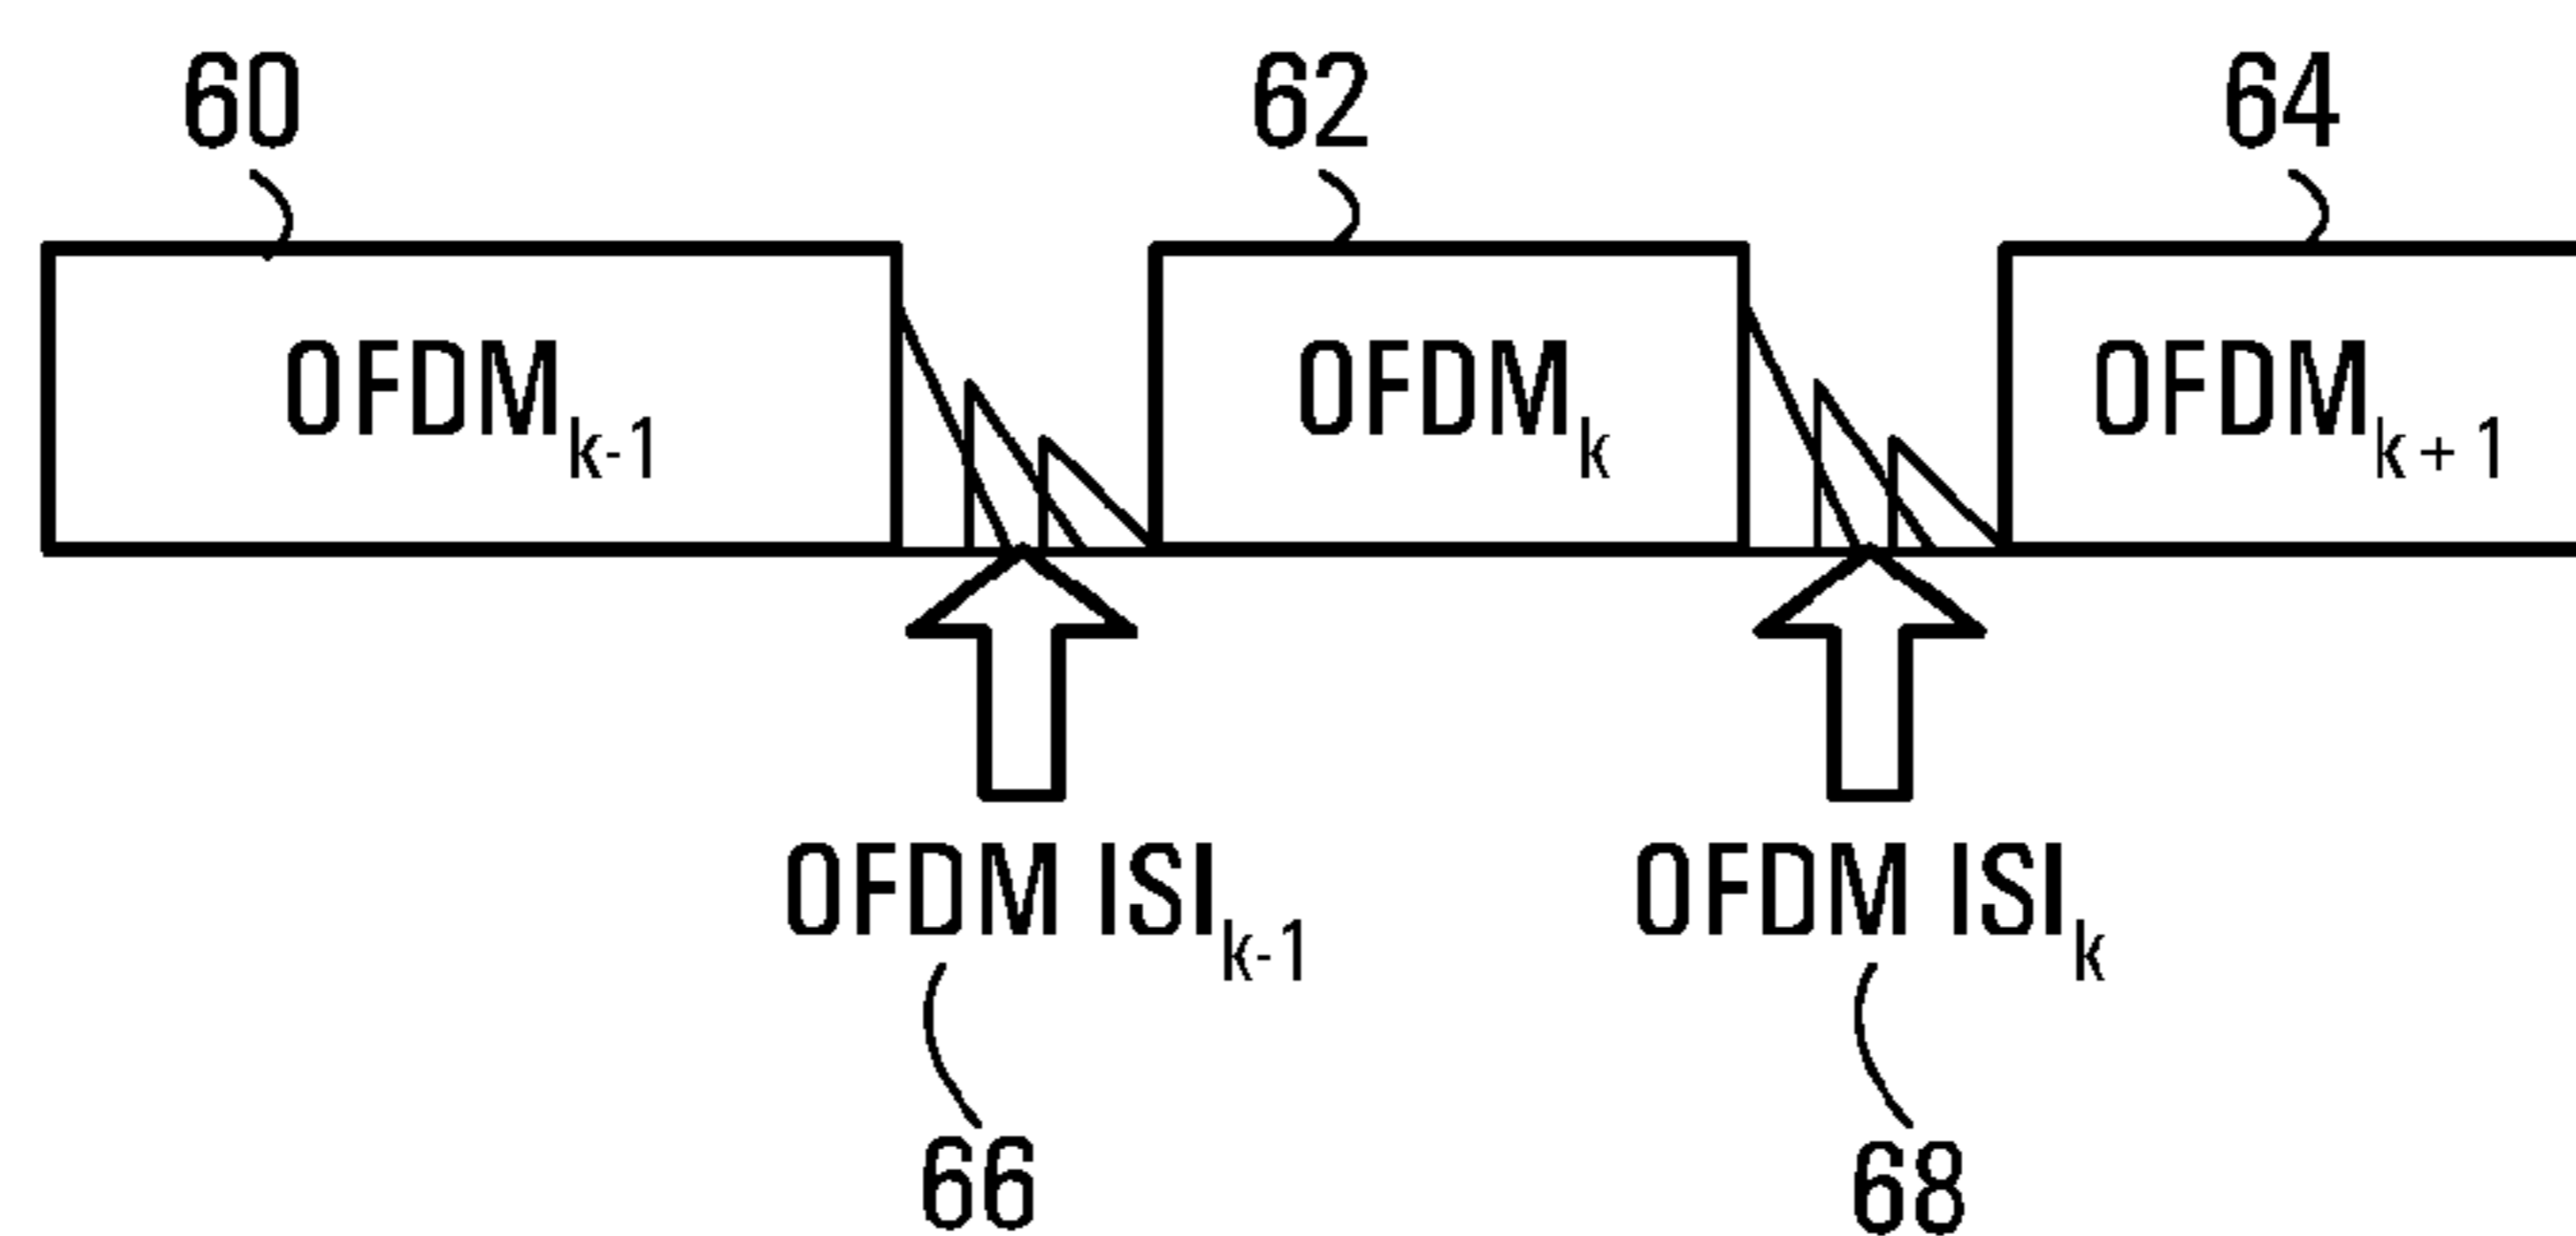 60 62 64
OFDMk-1 OFDMk OFDMk+1
OFDM ISIk-1 OFDM ISIk
66 68